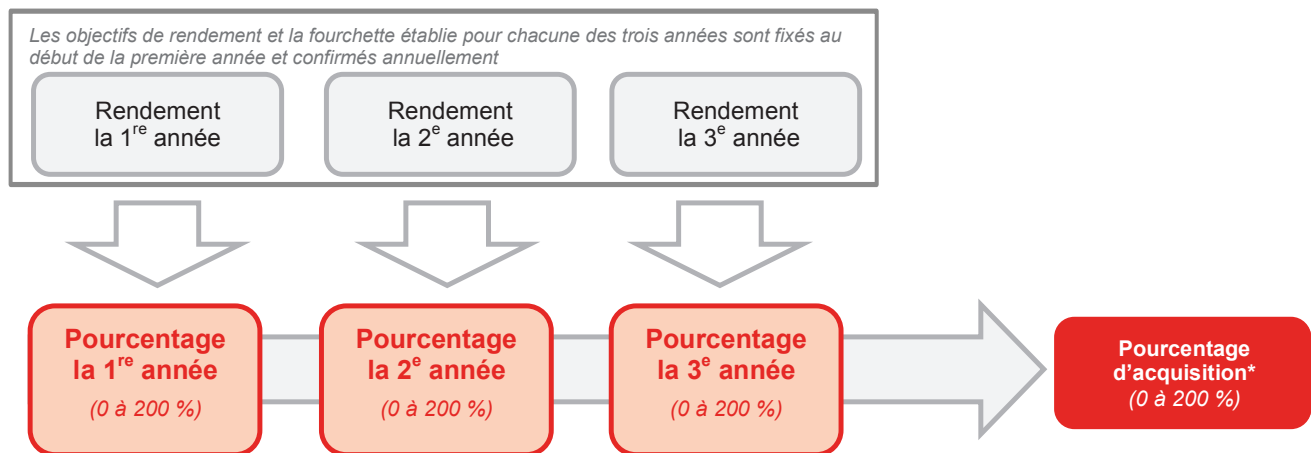 Les objectifs de rendement et la fourchette établie pour chacune des trois années sont fixés au
début de la première année et confirmés annuellement
Rendement
la 1re année
Rendement
la 2e année
Rendement
la 3e année
Pourcentage
la 1re année
(0 à 200 %)
Pourcentage
la 2e année
(0 à 200 %)
Pourcentage
la 3e année
(0 à 200 %)
Pourcentage
d’acquisition*
(0 à 200 %)